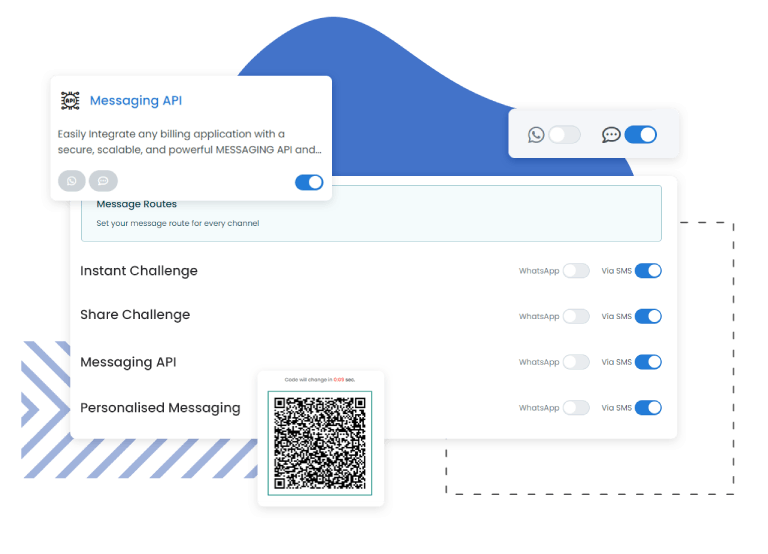 API
Messaging API
Easily Integrate any billing application with a
secure, scalable, and powerful MESSAGING API and...
Message Routes
Set your message route for every channel
Instant Challenge WhatsApp Via SMS
Share Challenge WhatsApp Via SMS
Messaging API WhatsApp Via SMS
Personalised Messaging WhatsApp Via SMS
Code will change in 0:09 sec.